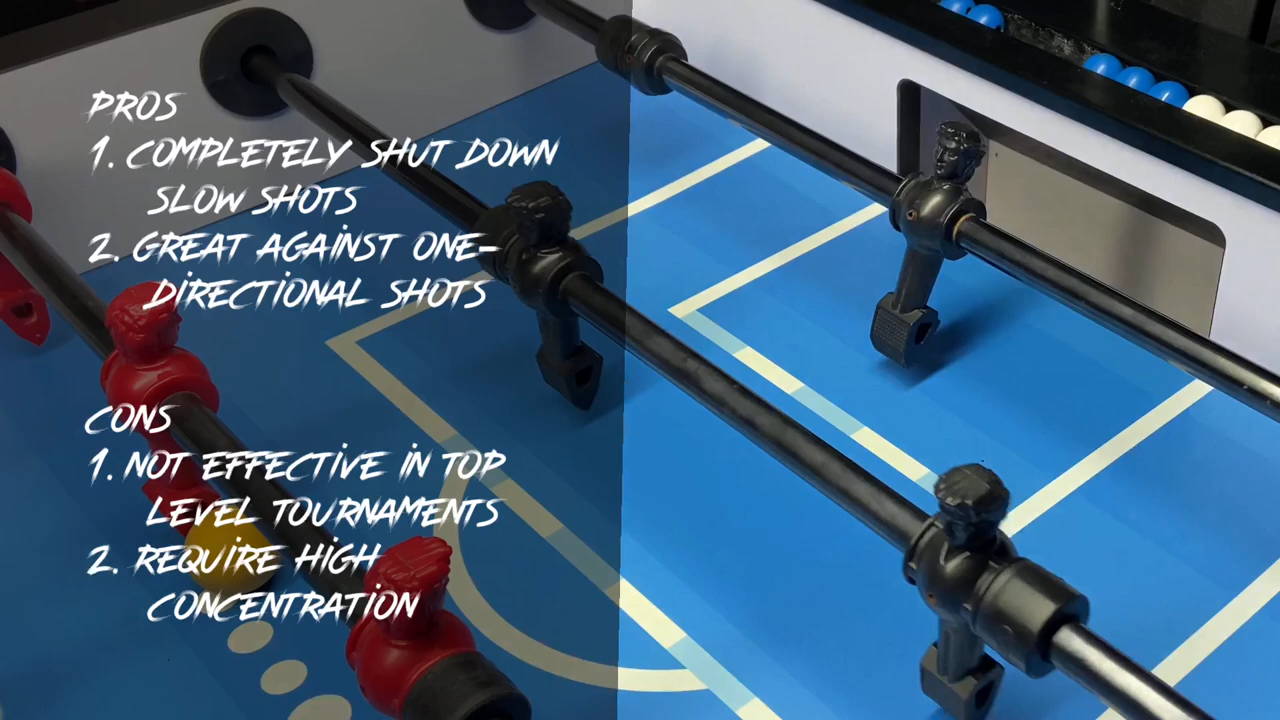 PROS
1. COMPLETELY SHUT DOWN
SLOW SHOTS
2. GREAT AGAINST ONE-
DIRECTIONAL SHOTS
CONS
1. NOT EFFECTIVE IN TOP
LEVEL TOURNAMENTS
2. REQUIRE HIGH
CONCENTRATION